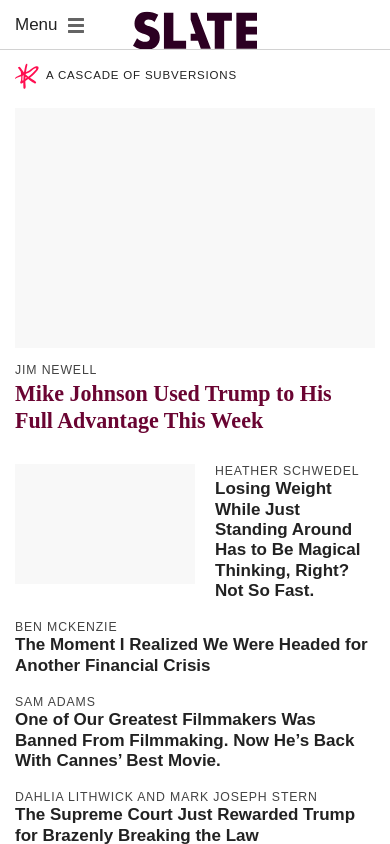 Menu
SLATE
A CASCADE OF SUBVERSIONS
JIM NEWELL
Mike Johnson Used Trump to His
Full Advantage This Week
HEATHER SCHWEDEL
Losing Weight
While Just
Standing Around
Has to Be Magical
Thinking, Right?
Not So Fast.
BEN MCKENZIE
The Moment I Realized We Were Headed for
Another Financial Crisis
SAM ADAMS
One of Our Greatest Filmmakers Was
Banned From Filmmaking. Now He’s Back
With Cannes’ Best Movie.
DAHLIA LITHWICK AND MARK JOSEPH STERN
The Supreme Court Just Rewarded Trump
for Brazenly Breaking the Law